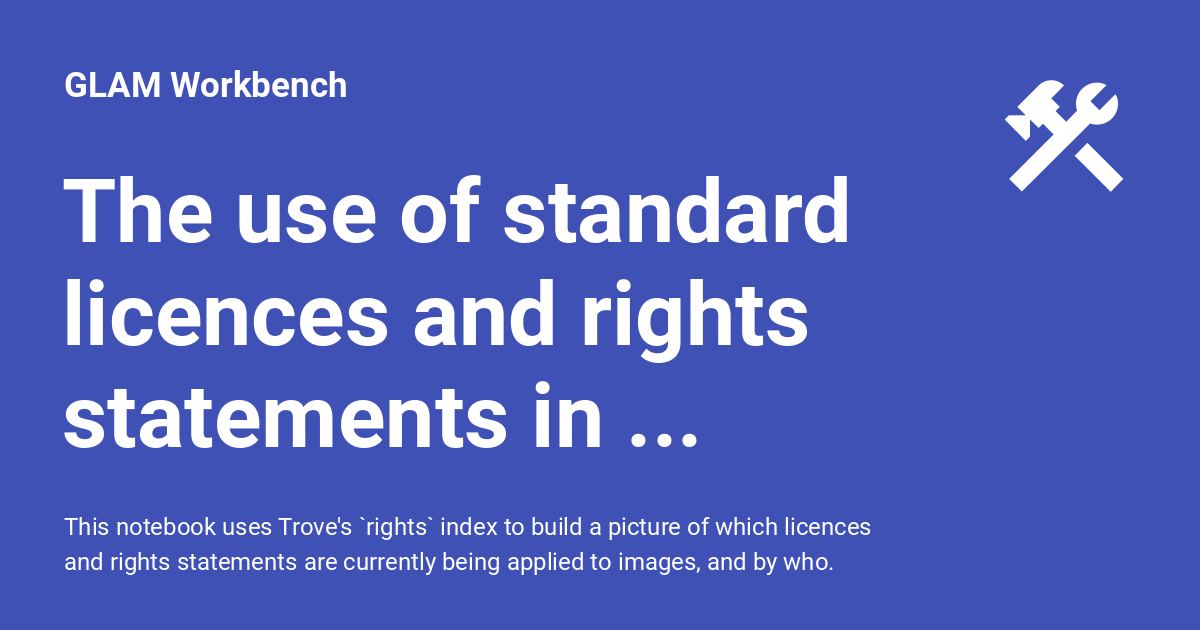 GLAM Workbench
The use of standard
licences and rights
statements in ...
This notebook uses Trove's `rights` index to build a picture of which licences
and rights statements are currently being applied to images, and by who.